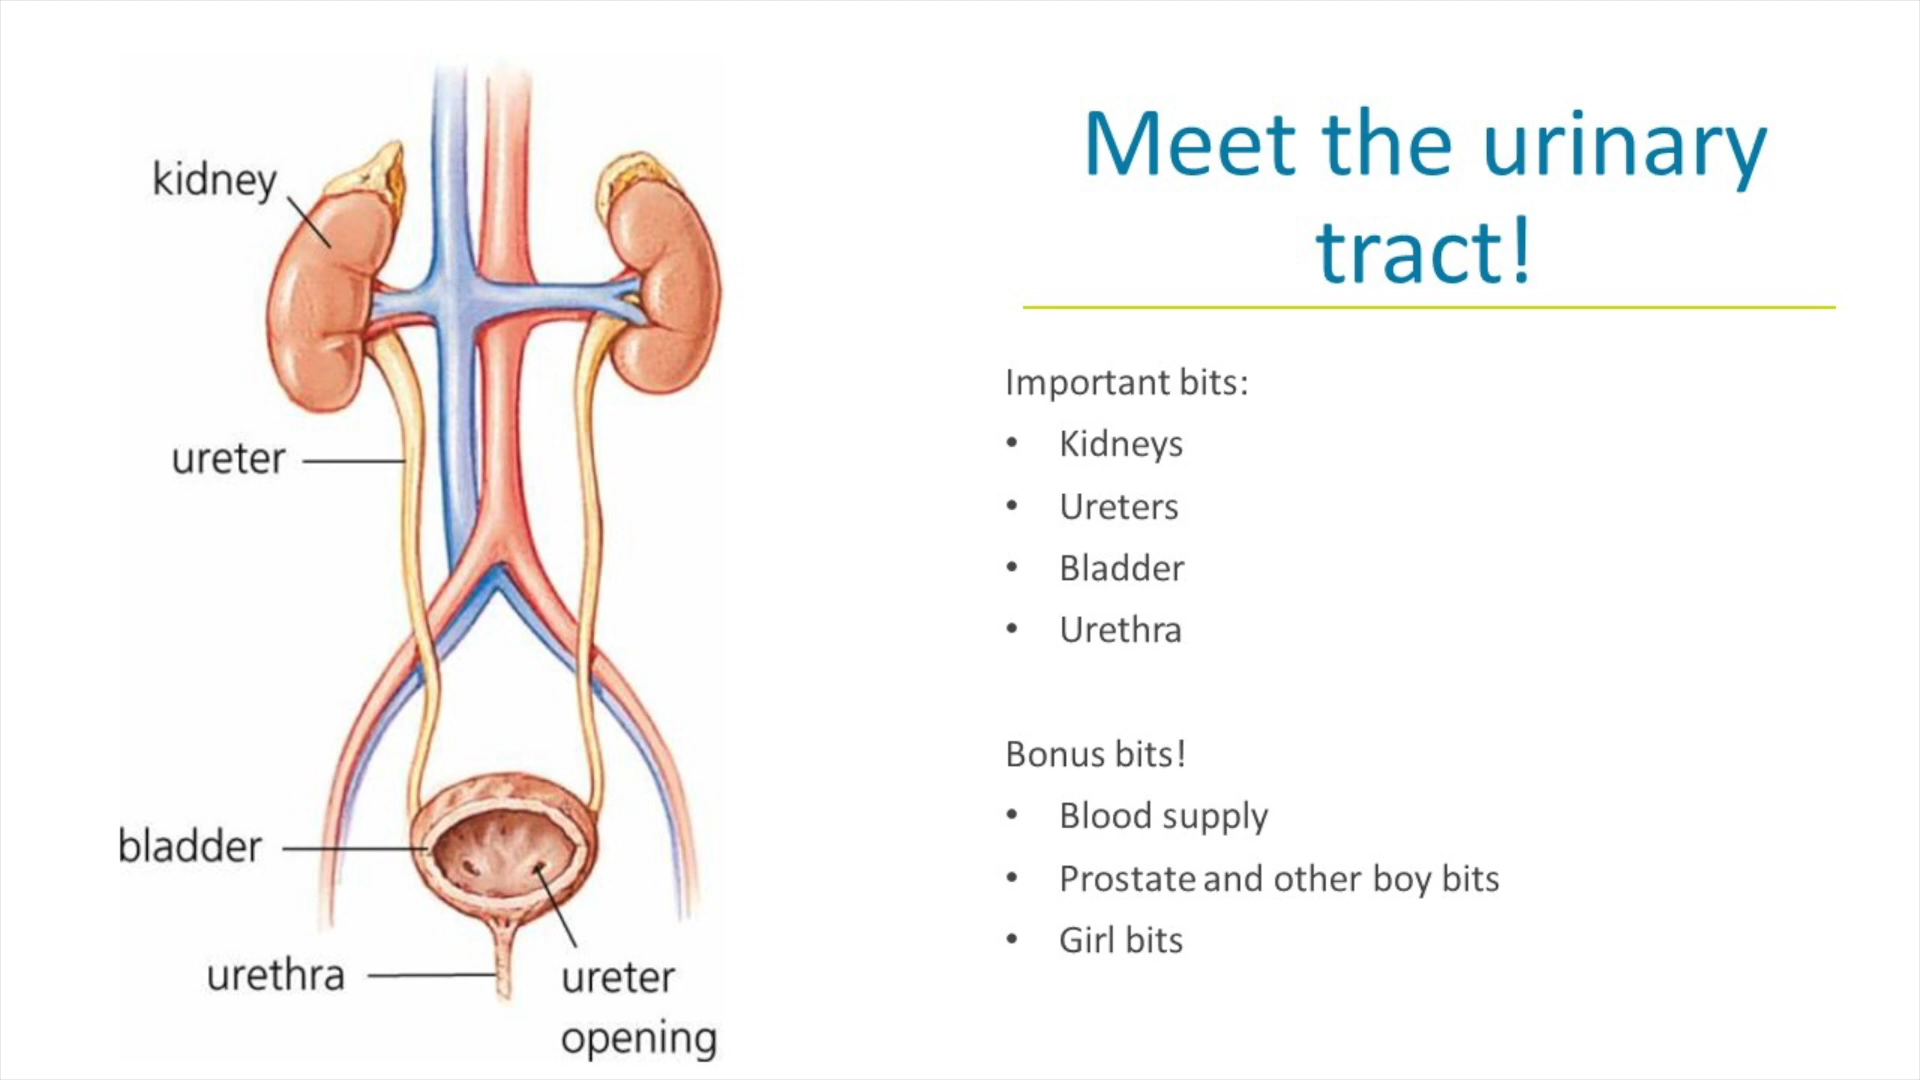 kidney
ureter
bladder
urethra
ureter
opening
Meet the urinary
tract!
Important bits:
• Kidneys
• Ureters
• Bladder
• Urethra
Bonus bits!
• Blood supply
• Prostate and other boy bits
• Girl bits